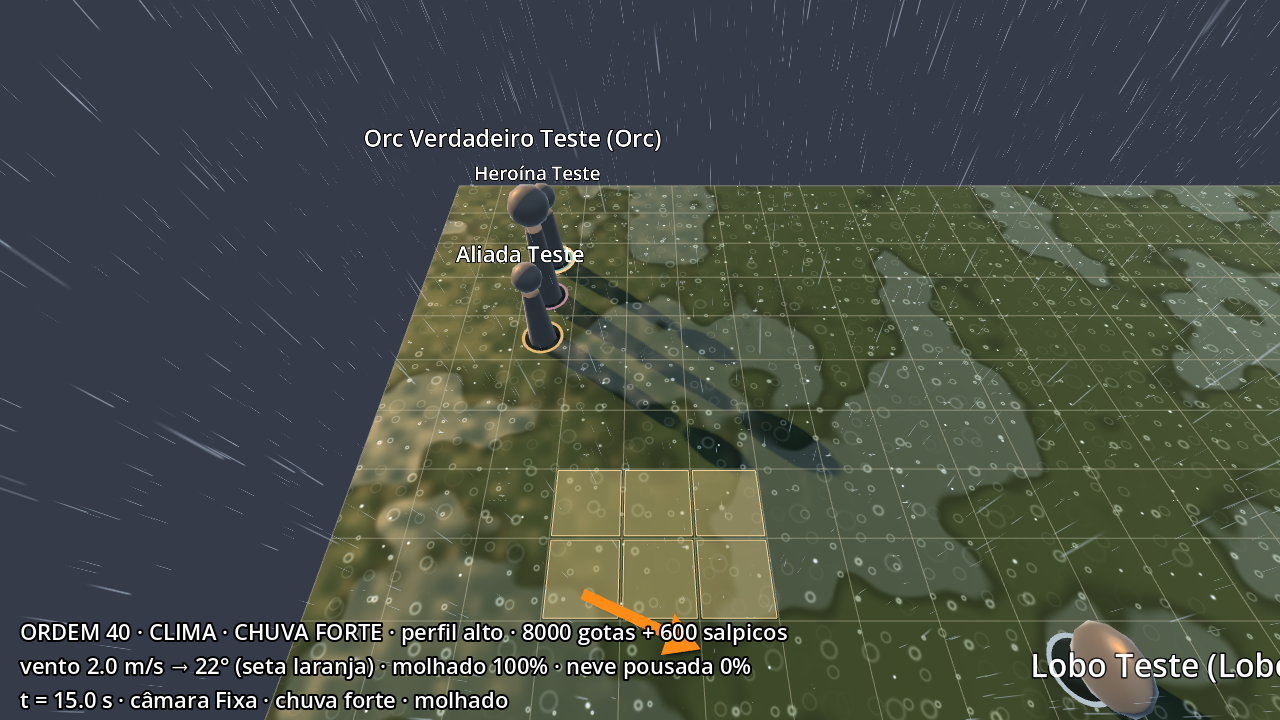 Orc Verdadeiro Teste (Orc)
Heroína Teste
Aliada Teste
ORDEM 40 · CLIMA · CHUVA FORTE · perfil alto · 8000 gotas + 600 salpicos
Lobo Teste (Lobo
vento 2.0 m/s → 22° (seta laranja) · molhado 100% · neve pousada 0%
t = 15.0 s · câmara Fixa · chuva forte · molhado